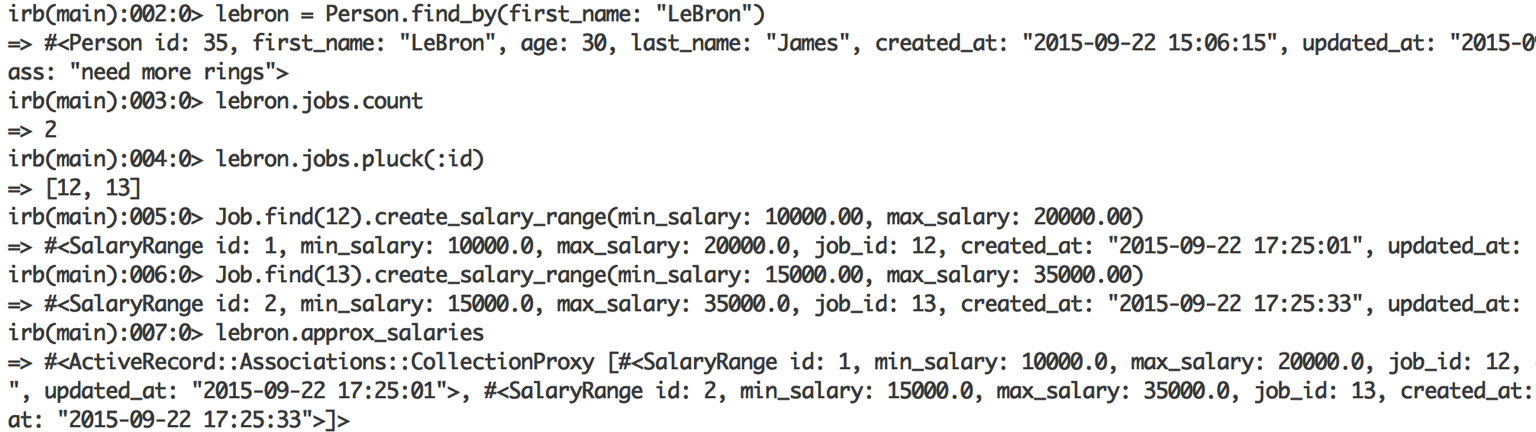 irb(main):002:0> lebron = Person.find_by(first_name: "LeBron")
=> #<Person id: 35, first_name: "LeBron", age: 30, last_name: "James", created_at: "2015-09-22 15:06:15", updated_at: "2015-0
ass: "need more rings">
irb(main):003:0> lebron.jobs.count
=> 2
irb(main):004:0> lebron.jobs.pluck(:id)
=> [12, 13]
irb(main):005:0> Job.find(12).create_salary_range(min_salary: 10000.00, max_salary: 20000.00)
=> #<SalaryRange id: 1, min_salary: 10000.0, max_salary: 20000.0, job_id: 12, created_at: "2015-09-22 17:25:01", updated_at:
irb(main):006:0> Job.find(13).create_salary_range(min_salary: 15000.00, max_salary: 35000.00)
=> #<SalaryRange id: 2, min_salary: 15000.0, max_salary: 35000.0, job_id: 13, created_at: "2015-09-22 17:25:33", updated_at:
irb(main):007:0> lebron.approx_salaries
=> #<ActiveRecord::Associations::CollectionProxy [#<SalaryRange id: 1, min_salary: 10000.0, max_salary: 20000.0, job_id: 12,
", updated_at: "2015-09-22 17:25:01">, #<SalaryRange id: 2, min_salary: 15000.0, max_salary: 35000.0, job_id: 13, created_at:
at: "2015-09-22 17:25:33">]>